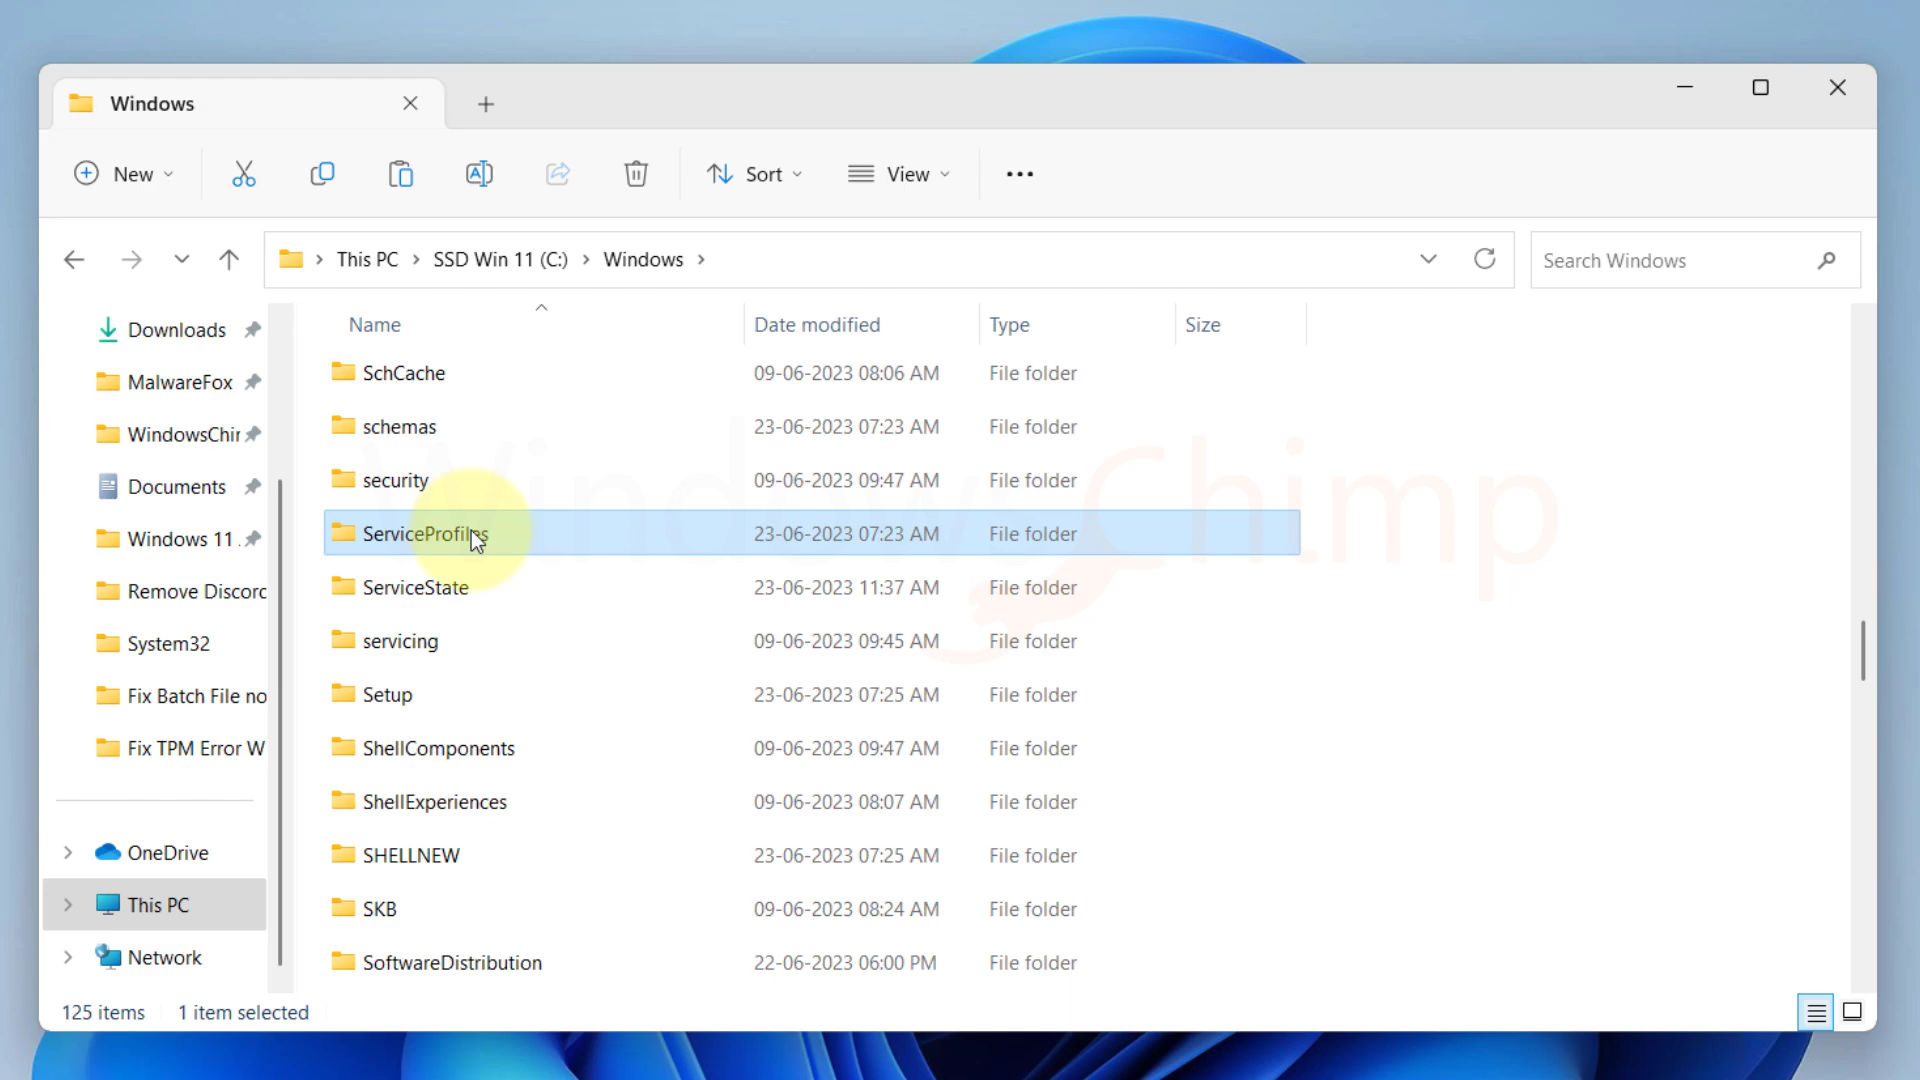 Windows
New
Sort
View
This PC
SSD Win 11 (C:)
Windows
Search Windows
Downloads
MalwareFox
WindowsChir
Documents
Windows 11 .
Remove Discord
System32
Fix Batch File no
Fix TPM Error W
OneDrive
This PC
Network
Name Date modified Type Size
SchCache 09-06-2023 08:06 AM File folder
schemas 23-06-2023 07:23 AM File folder
security 09-06-2023 09:47 AM File folder
ServiceProfiles 23-06-2023 07:23 AM File folder
ServiceState 23-06-2023 11:37 AM File folder
servicing 09-06-2023 09:45 AM File folder
Setup 23-06-2023 07:25 AM File folder
ShellComponents 09-06-2023 09:47 AM File folder
ShellExperiences 09-06-2023 08:07 AM File folder
SHELLNEW 23-06-2023 07:25 AM File folder
SKB 09-06-2023 08:24 AM File folder
SoftwareDistribution 22-06-2023 06:00 PM File folder
WindowsChimp
125 items 1 item selected